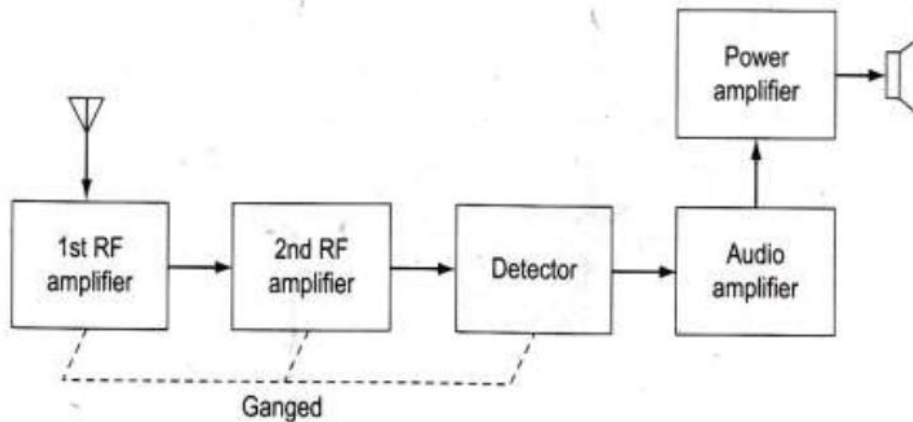 1st RF
amplifier
2nd RF
amplifier
Detector
Audio
amplifier
Power
amplifier
Ganged